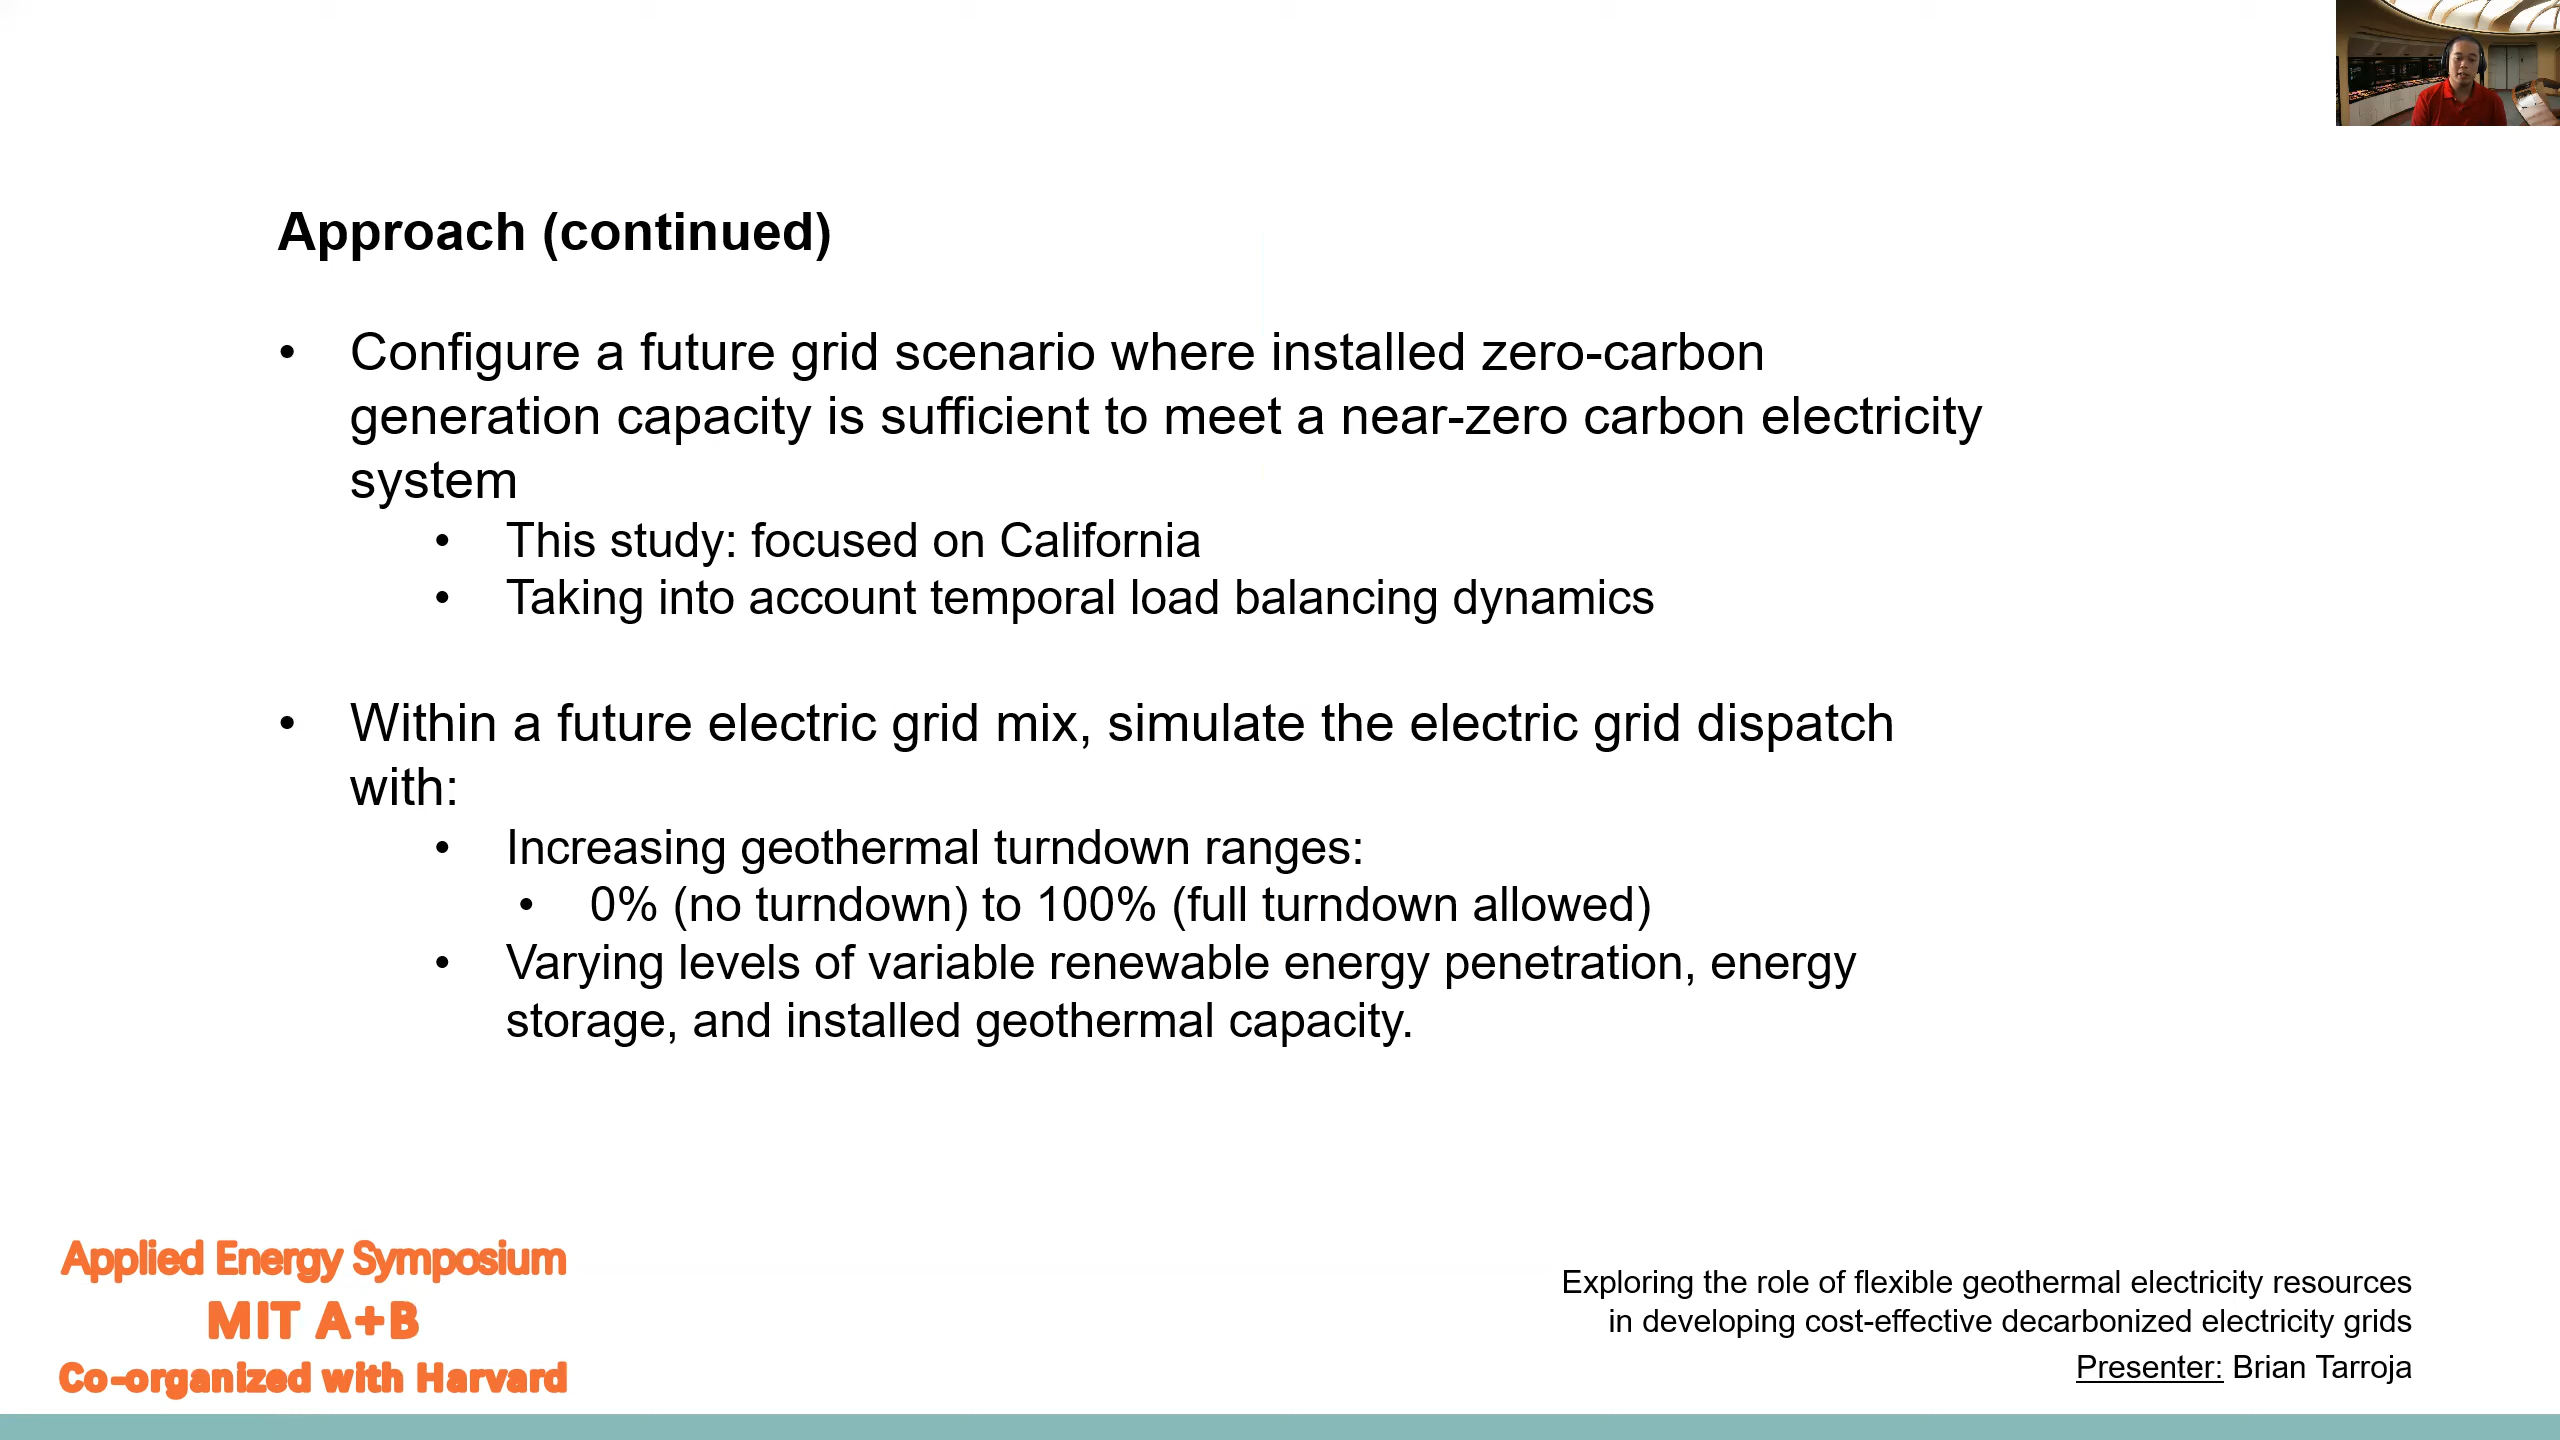 Approach (continued)
• Configure a future grid scenario where installed zero-carbon
generation capacity is sufficient to meet a near-zero carbon electricity
system
• This study: focused on California
• Taking into account temporal load balancing dynamics
• Within a future electric grid mix, simulate the electric grid dispatch
with:
• Increasing geothermal turndown ranges:
• 0% (no turndown) to 100% (full turndown allowed)
• Varying levels of variable renewable energy penetration, energy
storage, and installed geothermal capacity.
Applied Energy Symposium
MIT A+B
Co-organized with Harvard
Exploring the role of flexible geothermal electricity resources
in developing cost-effective decarbonized electricity grids
Presenter: Brian Tarroja